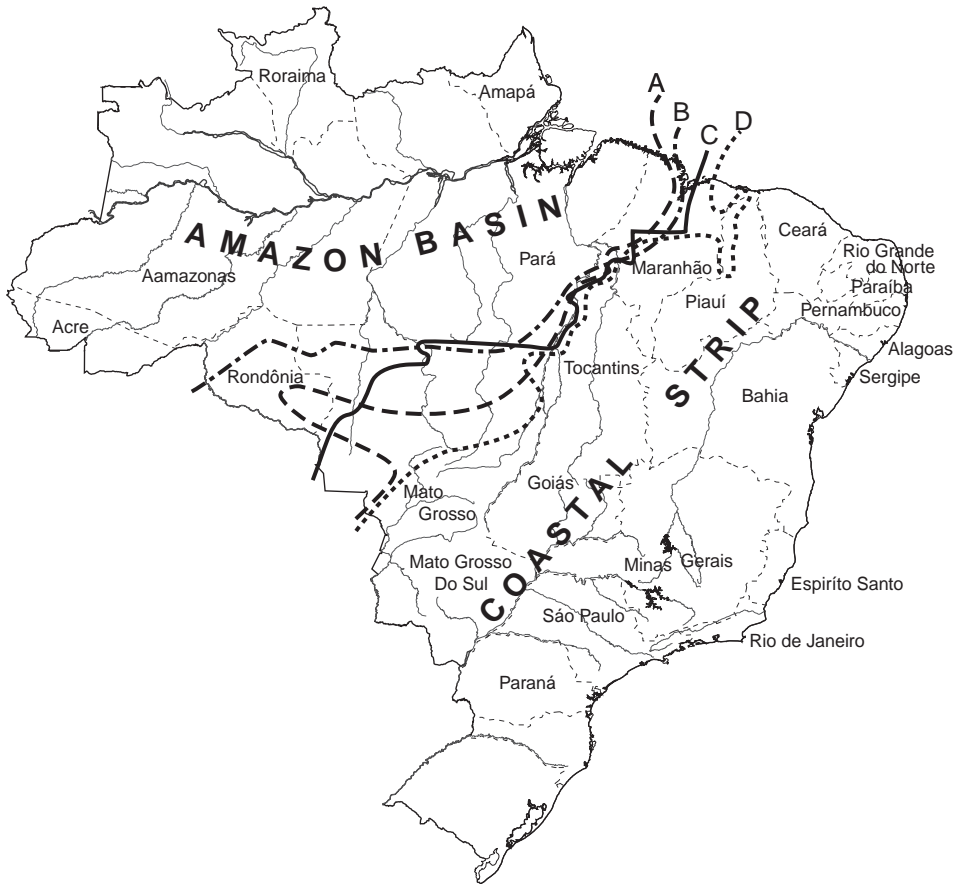 A
B
C
D
Roraima
Amapá
AMAZON BASIN
Aamazonas
Pará
Acre
Rondônia
Maranhão
Ceará
Rio Grande
do Norte
Paraíba
Piauí
Pernambuco
Alagoas
Sergipe
Tocantins
Bahia
COASTAL STRIP
Goiás
Mato
Grosso
Mato Grosso
Do Sul
Minas Gerais
Espiríto Santo
Sáo Paulo
Rio de Janeiro
Paraná